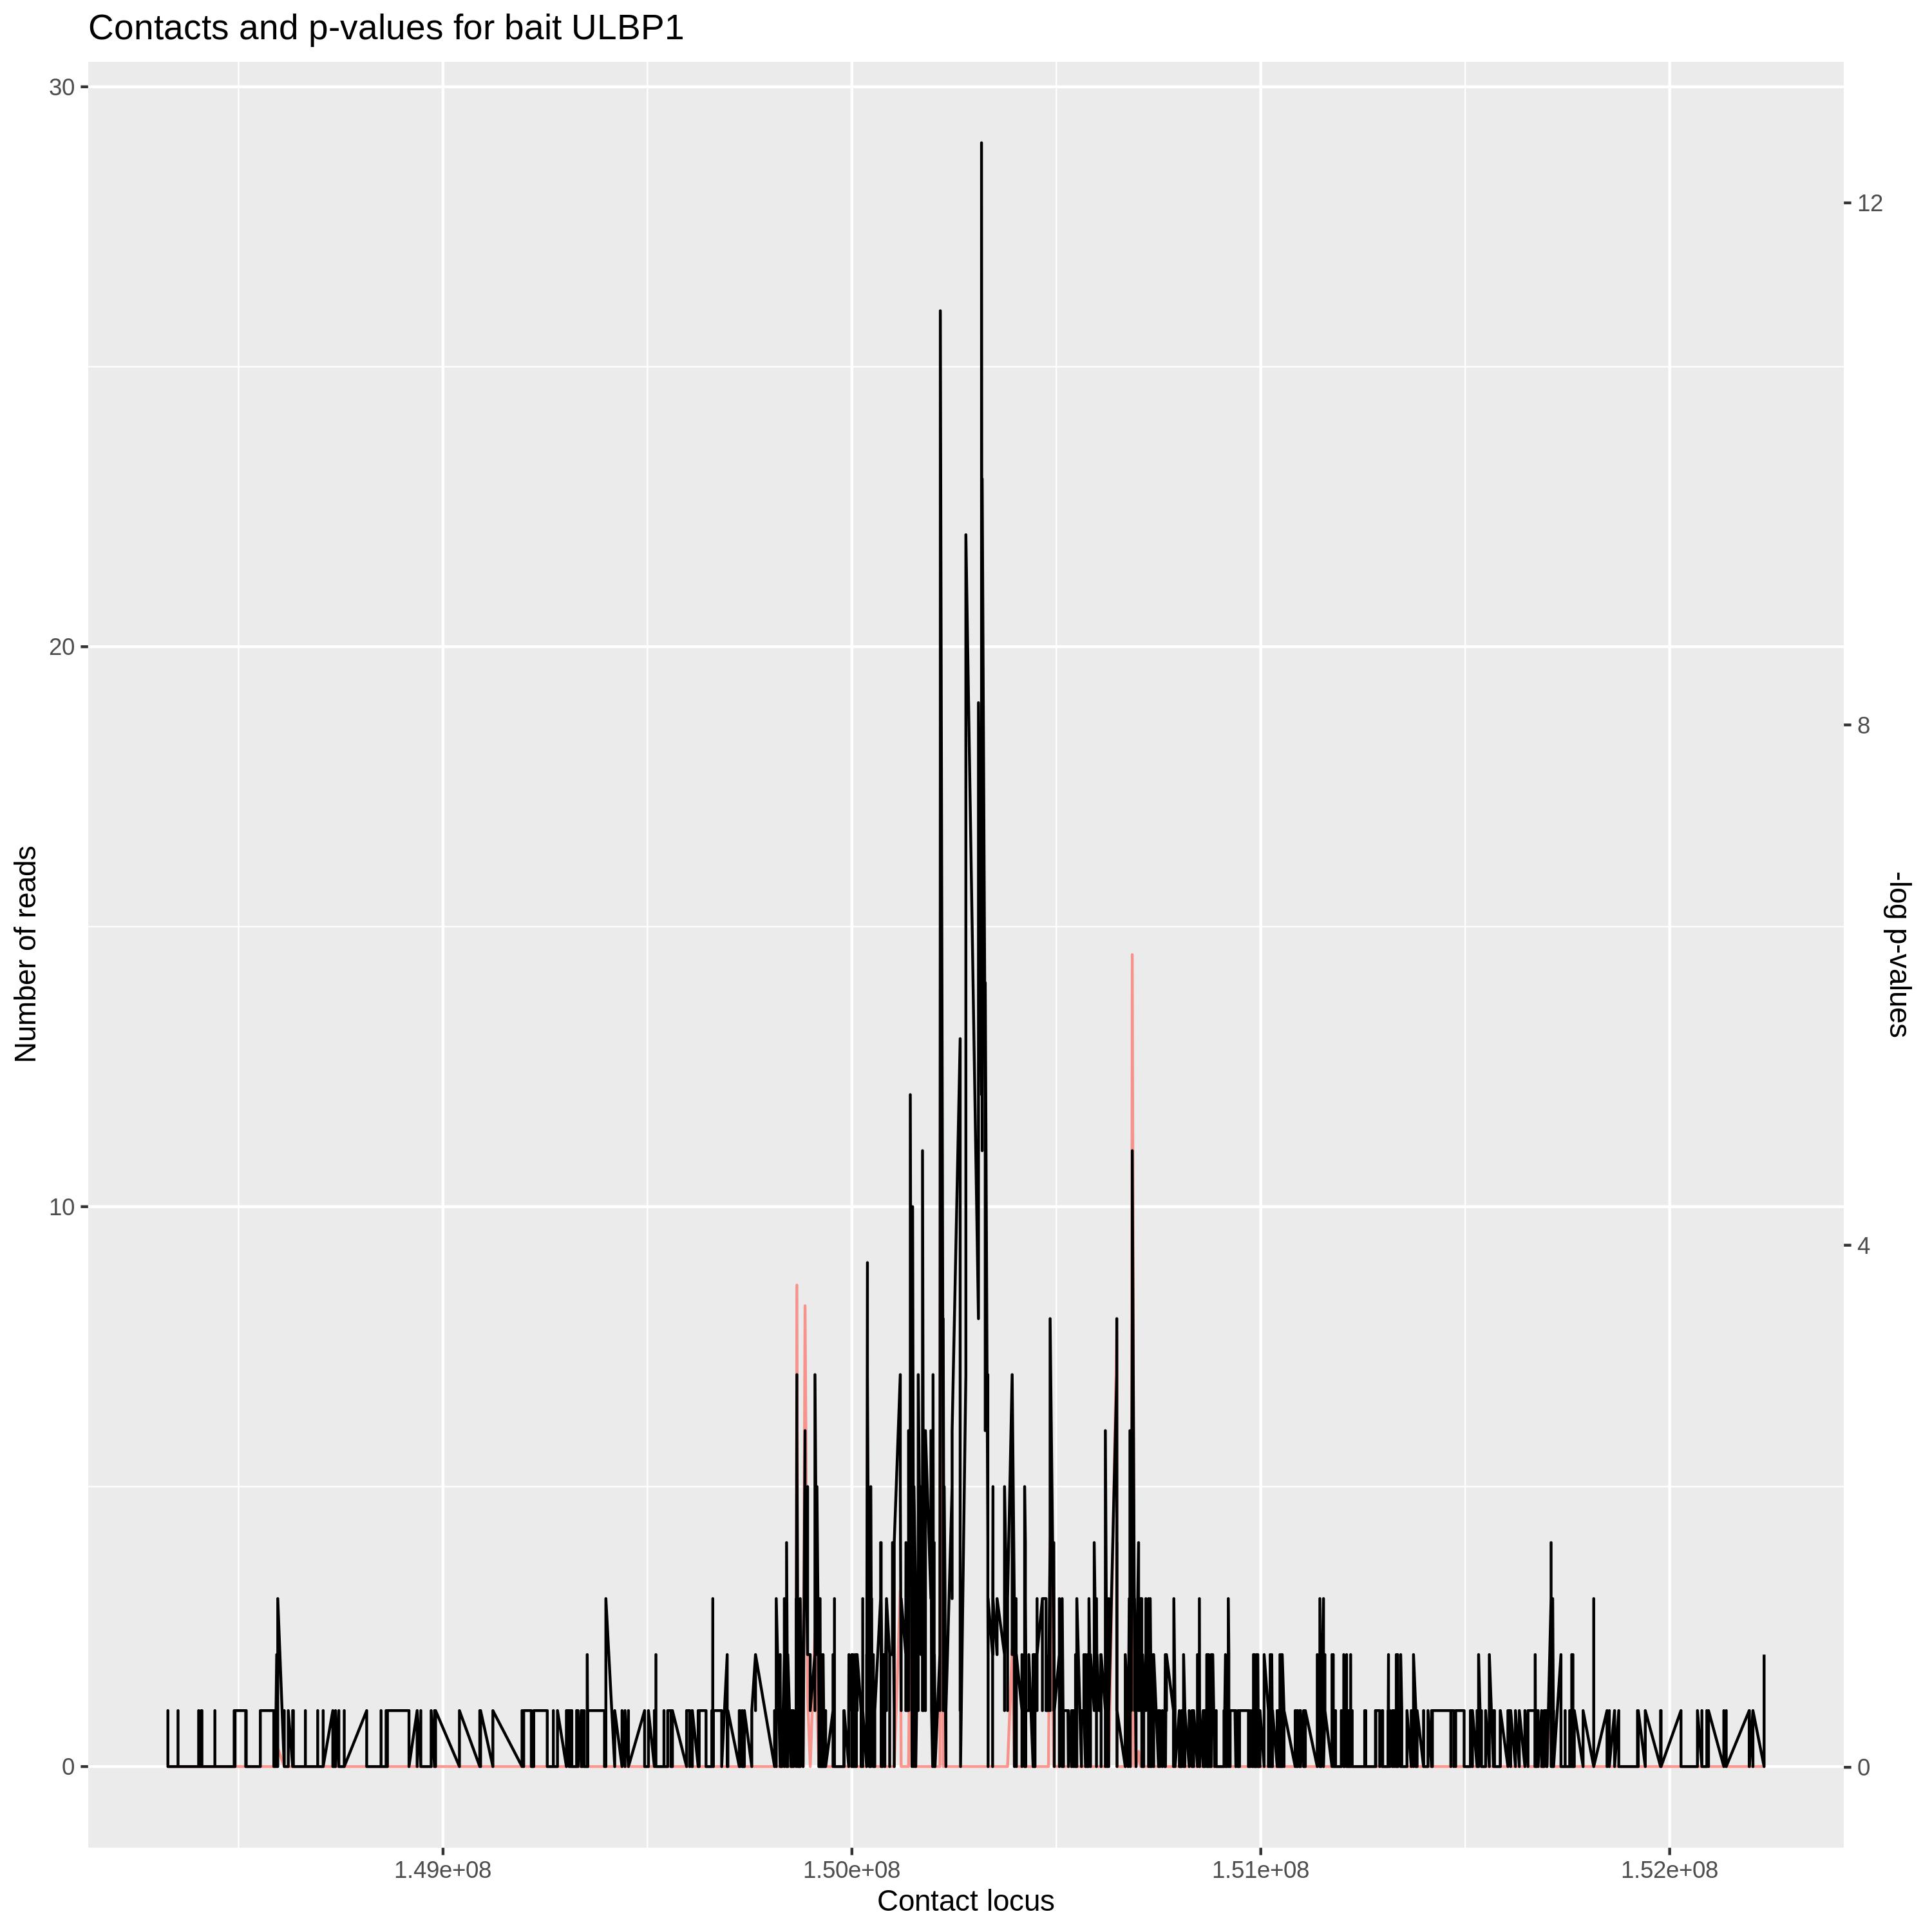 Contacts and p-values for bait ULBP1
30
20
10
0
Number of reads
12
8
4
0
-log p-values
1.49e+08 1.50e+08 1.51e+08 1.52e+08
Contact locus